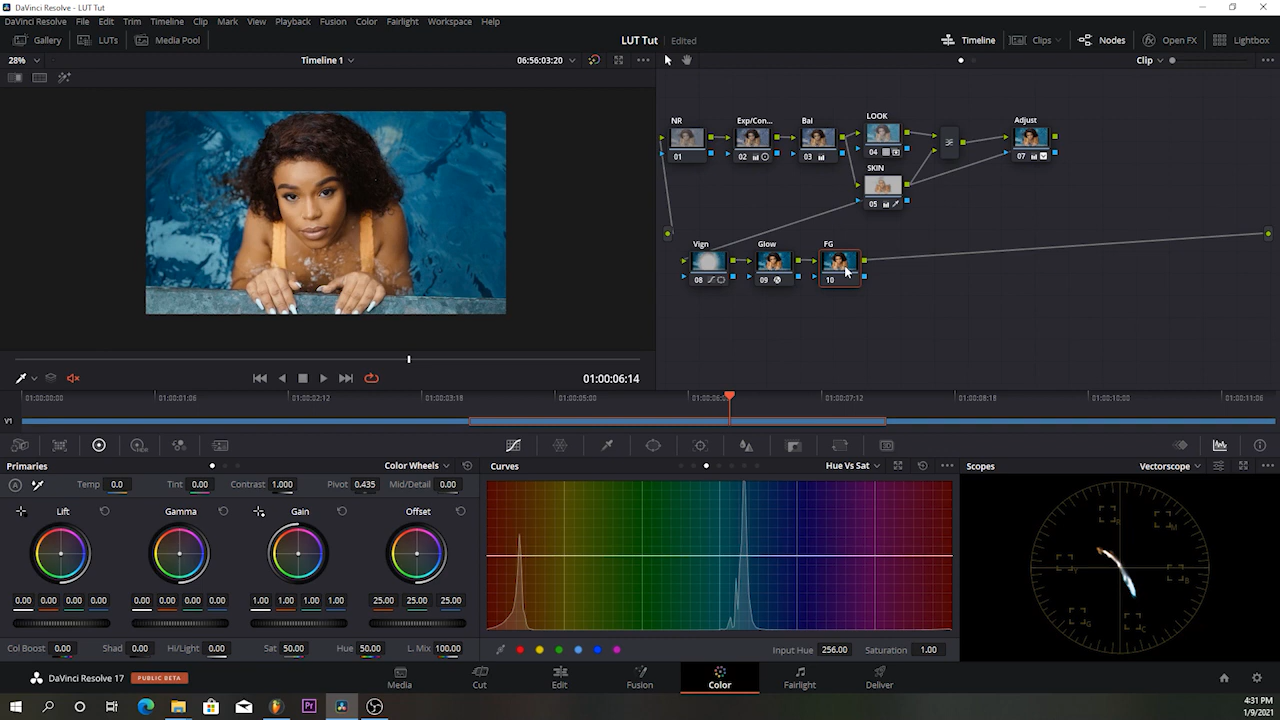 DaVinci Resolve - LUT Tut
DaVinci Resolve File Edit Trim Timeline Clip Mark View Playback Fusion Color Fairlight Workspace Help
Gallery LUTs Media Pool LUT Tut Edited Timeline Clips Nodes Open FX Lightbox
28% Timeline 1 06:56:03:20 Clip
NR Exp/Con... Bal LOOK Adjust
01 02 03 04 07
SKIN
05
Vign Glow FG
08 09 10
01:00:06:14
01:00:00:00 01:00:01:06 01:00:02:12 01:00:03:18 01:00:05:00 01:00:07:12 01:00:08:18 01:00:10:00 01:00:11:06
V1
Primaries Color Wheels Curves Hue Vs Sat Scopes Vectorscope
Temp 0.0 Tint 0.00 Contrast 1.000 Pivot 0.435 Mid/Detail 0.00
Lift Gamma Gain Offset
0.00 0.00 0.00 0.00 0.00 0.00 0.00 0.00 1.00 1.00 1.00 1.00 25.00 25.00 25.00
Col Boost 0.00 Shad 0.00 Hi/Light 0.00 Sat 50.00 Hue 50.00 L. Mix 100.00 Input Hue 256.00 Saturation 1.00
R M B C G Y
DaVinci Resolve 17 PUBLIC BETA Media Cut Edit Fusion Color Fairlight Deliver
Pr
4:31 PM
1/9/2021